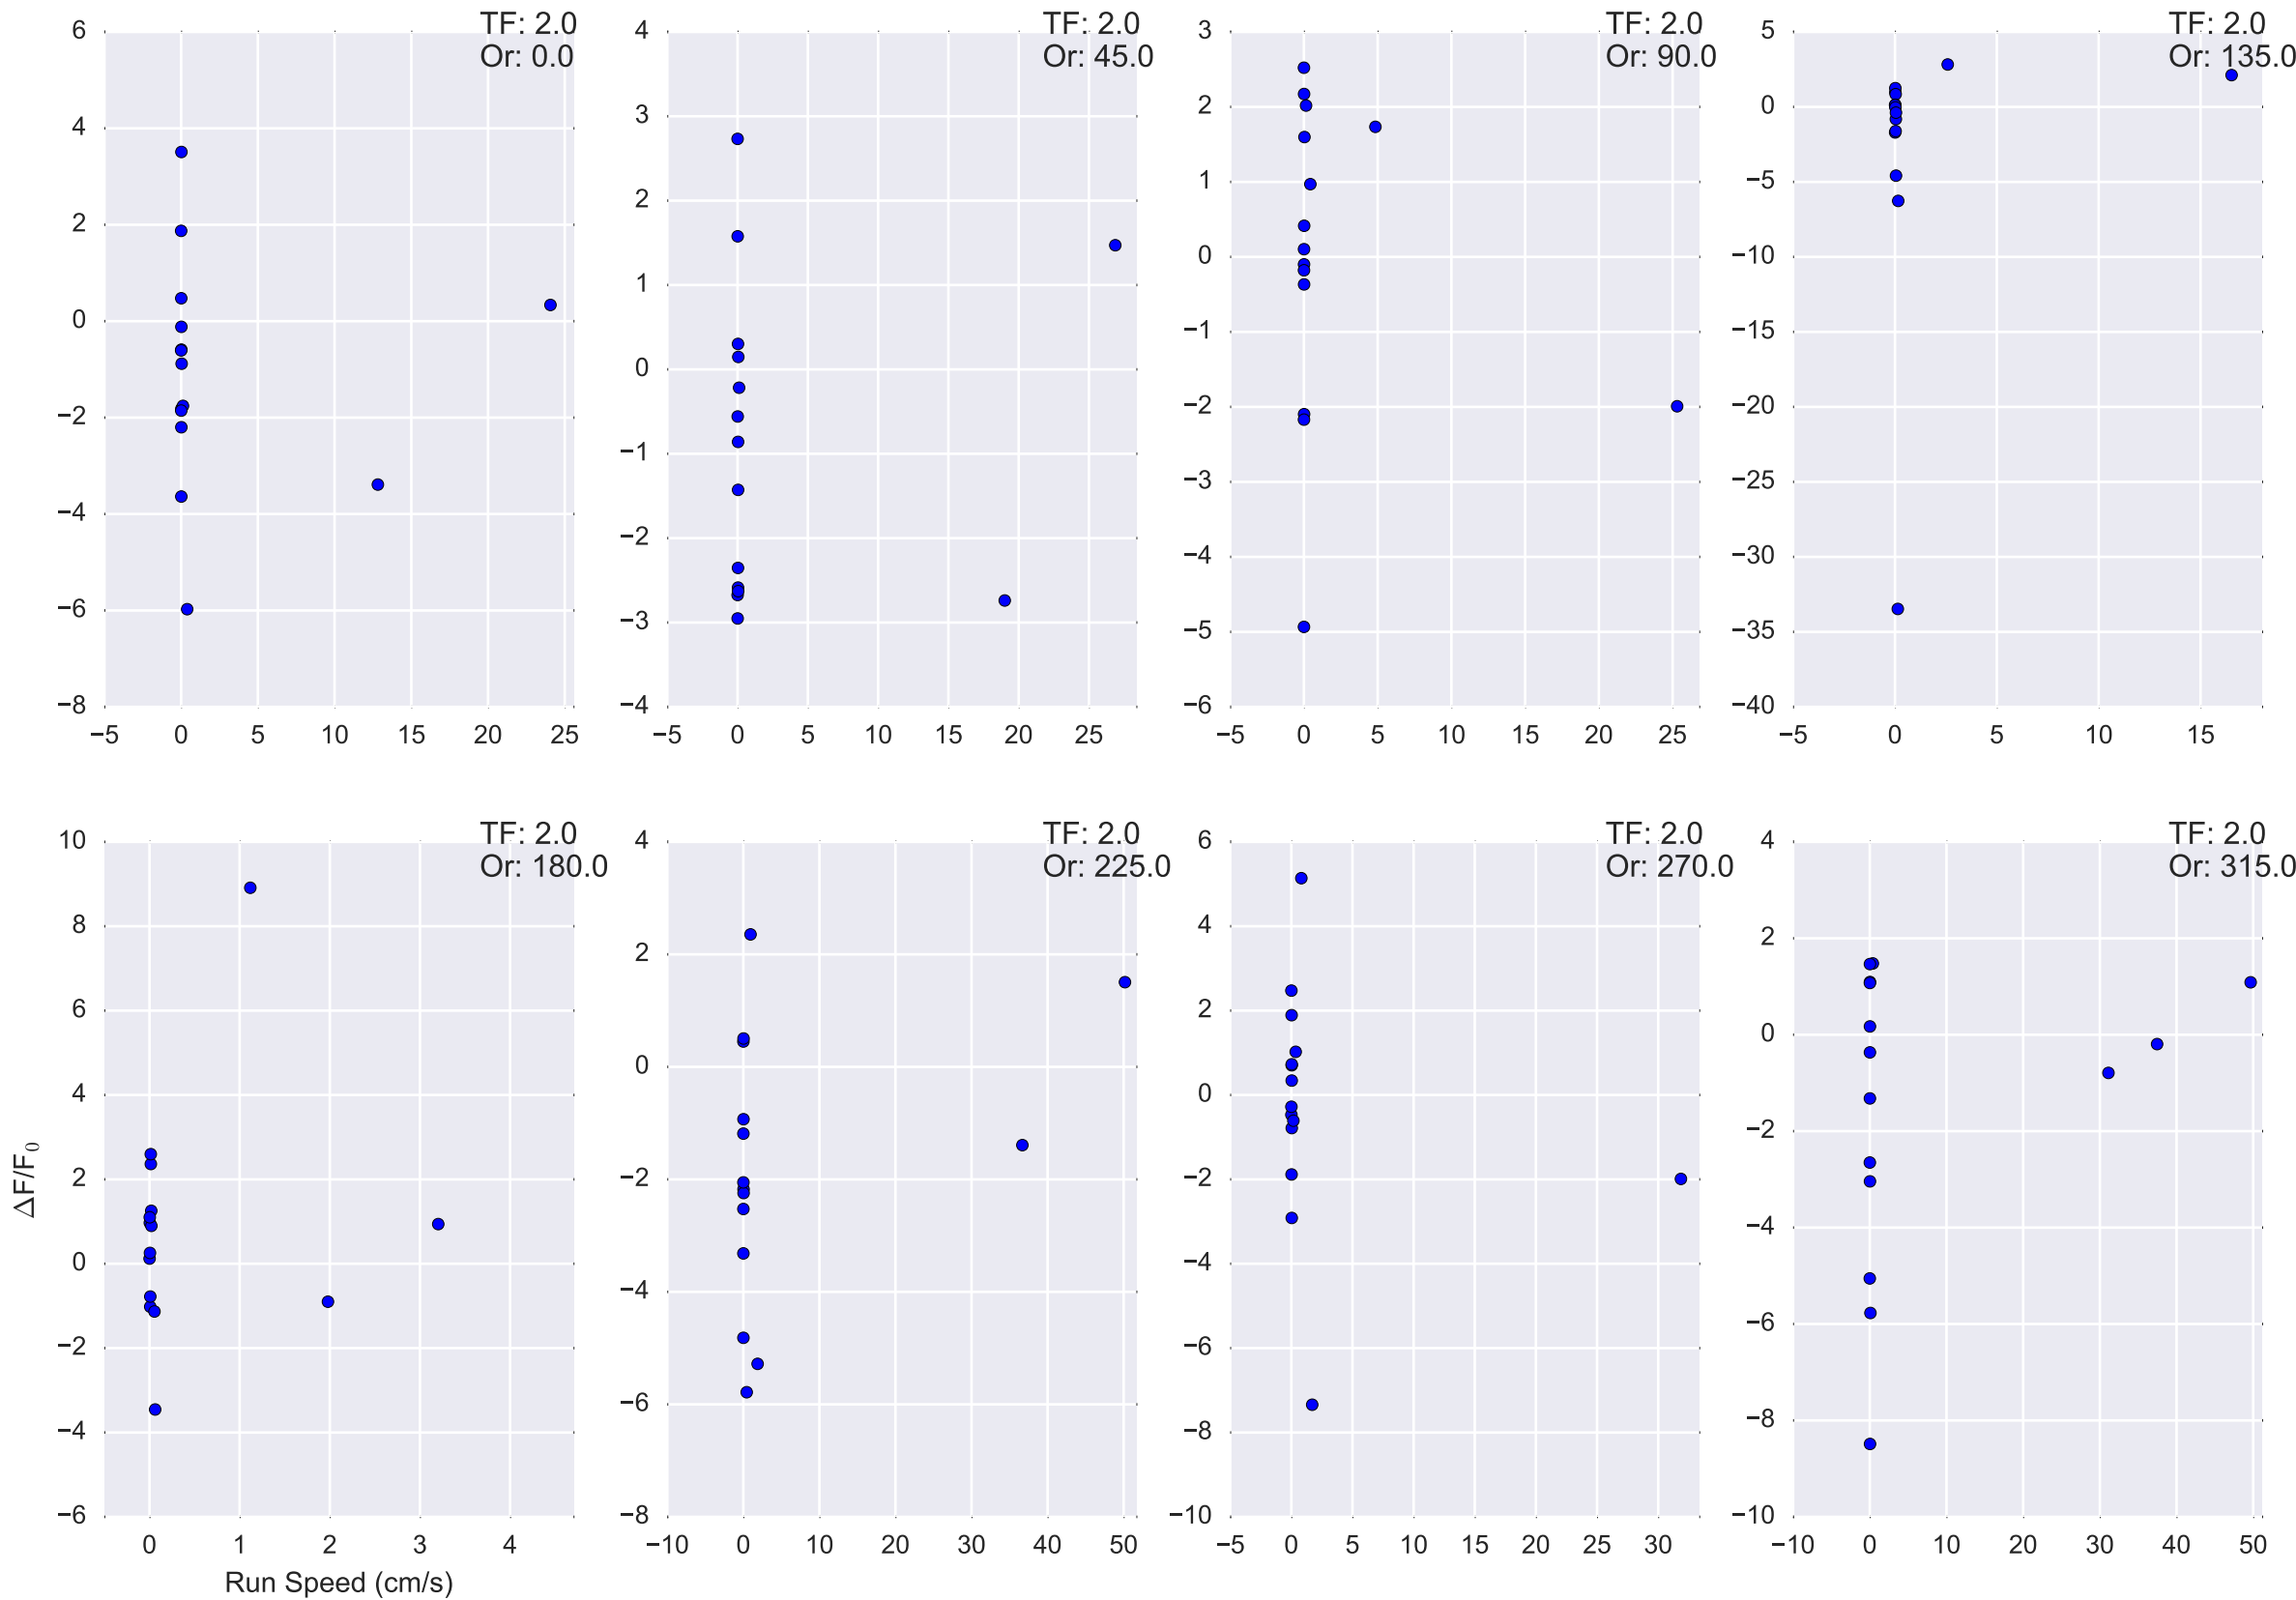 TF: 2.0
Or: 0.0
6
4
2
0
−2
−4
−6
−8
−5 0 5 10 15 20 25
TF: 2.0
Or: 45.0
4
3
2
1
0
−1
−2
−3
−4
−5 0 5 10 15 20 25
TF: 2.0
Or: 90.0
3
2
1
0
−1
−2
−3
−4
−5
−6
−5 0 5 10 15 20 25
TF: 2.0
Or: 135.0
5
0
−5
−10
−15
−20
−25
−30
−35
−40
−5 0 5 10 15
TF: 2.0
Or: 180.0
10
8
6
4
2
0
−2
−4
−6
ΔF/F₀
0 1 2 3 4
Run Speed (cm/s)
TF: 2.0
Or: 225.0
4
2
0
−2
−4
−6
−8
−10 0 10 20 30 40 50
TF: 2.0
Or: 270.0
6
4
2
0
−2
−4
−6
−8
−10
−5 0 5 10 15 20 25 30
TF: 2.0
Or: 315.0
4
2
0
−2
−4
−6
−8
−10
−10 0 10 20 30 40 50